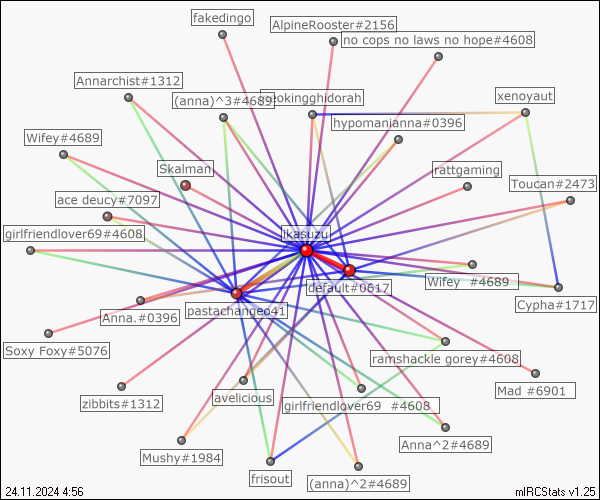 fakedingo
AlpineRooster#2156
no cops no laws no hope#4608
Annarchist#1312
(anna)^3#4689
eokingghidorah
xenoyaut
hypomanianna#0396
Wifey#4689
Skalman
rattgaming
Toucan#2473
ace deucy#7097
girlfriendlover69#4608
ikasuzu
default#0617
Wifey #4689
Cypha#1717
Anna.#0396
pastachangeo41
Soxy Foxy#5076
ramshackle gorey#4608
Mad #6901
zibbits#1312
avelicious
girlfriendlover69 #4608
Anna^2#4689
Mushy#1984
frisout
(anna)^2#4689
24.11.2024 4:56
mIRCStats v1.25